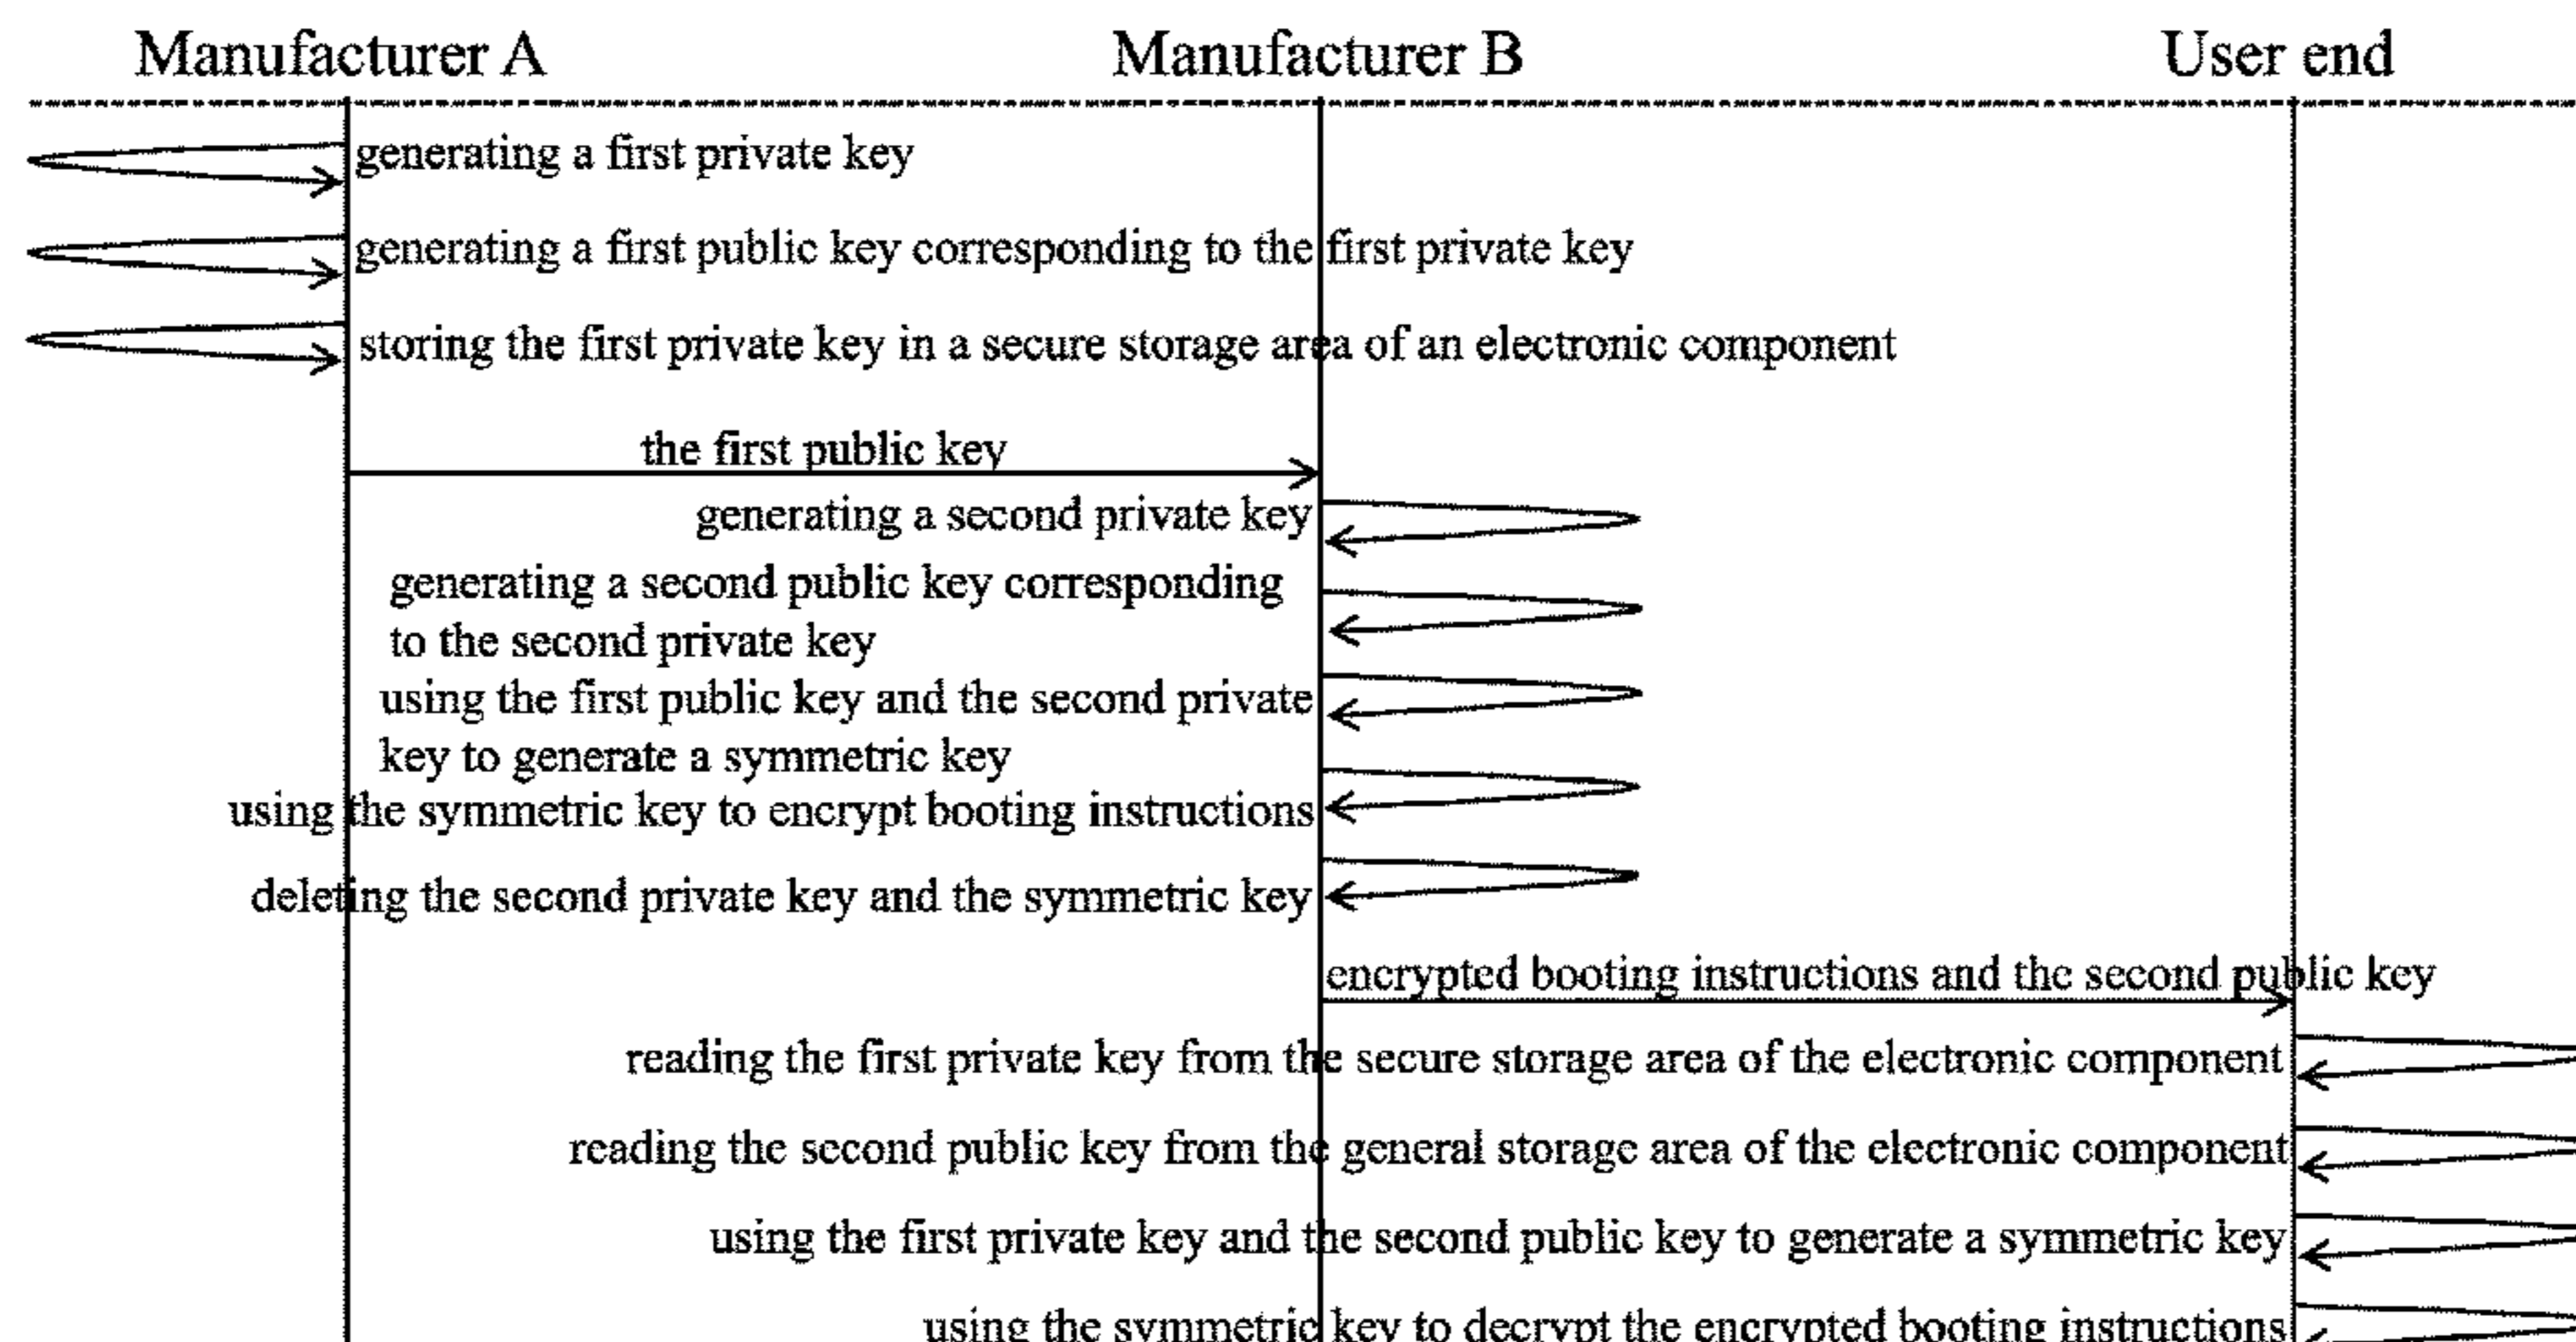 Manufacturer A
Manufacturer B
User end
generating a first private key
generating a first public key corresponding to the first private key
storing the first private key in a secure storage area of an electronic component
the first public key
generating a second private key
generating a second public key corresponding
to the second private key
using the first public key and the second private
key to generate a symmetric key
using the symmetric key to encrypt booting instructions
deleting the second private key and the symmetric key
encrypted booting instructions and the second public key
reading the first private key from the secure storage area of the electronic component
reading the second public key from the general storage area of the electronic component
using the first private key and the second public key to generate a symmetric key
using the symmetric key to decrypt the encrypted booting instructions